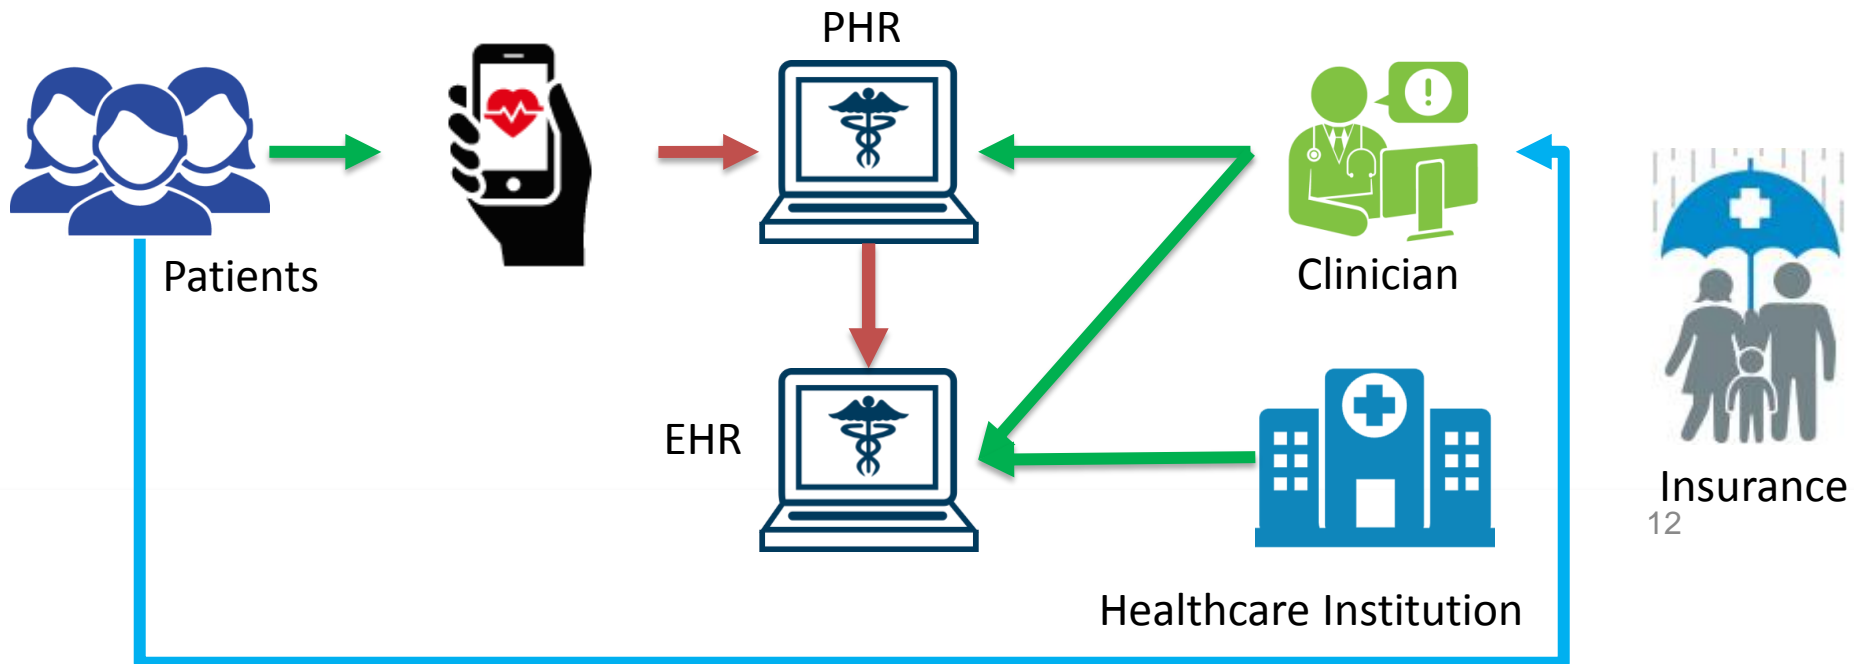 PHR
Patients
Clinician
EHR
Insurance
12
Healthcare Institution